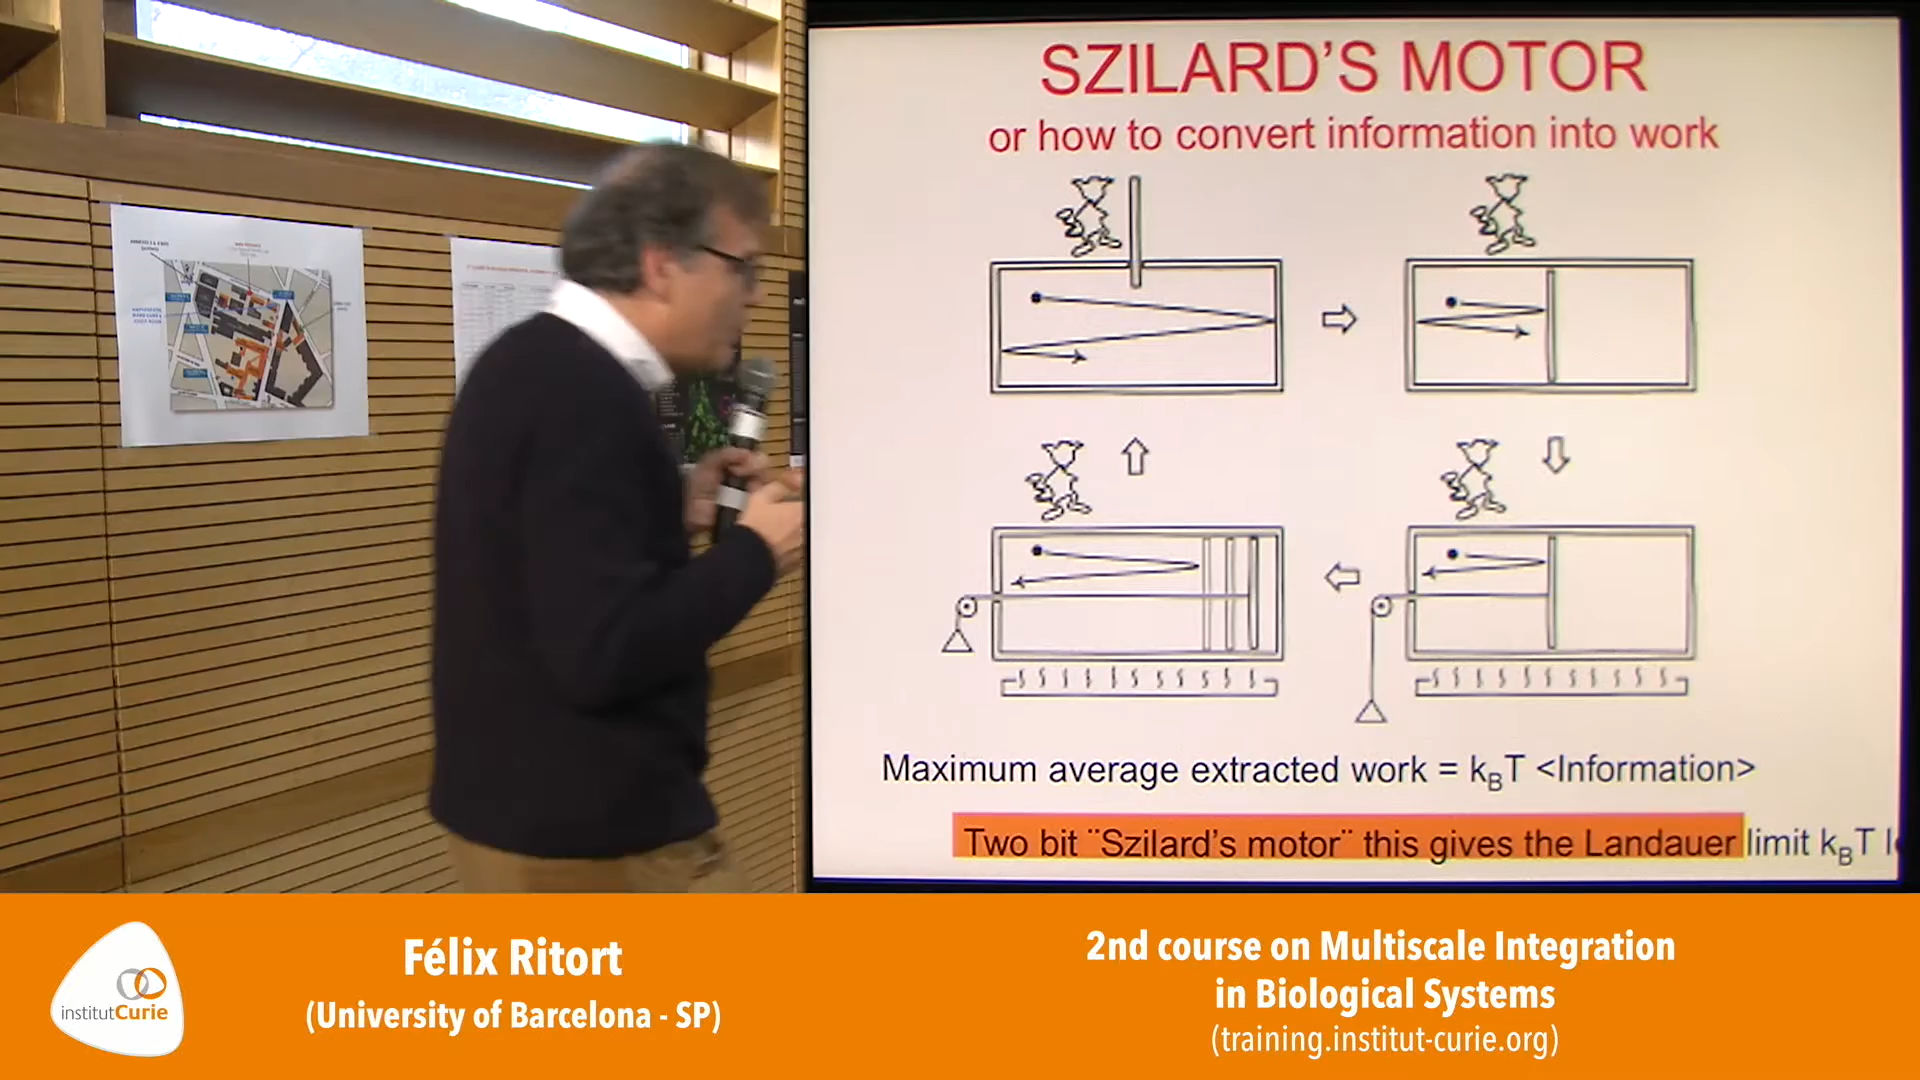 SZILARD'S MOTOR
or how to convert information into work
Maximum average extracted work = kBT <Information>
Two bit ¨Szilard's motor¨ this gives the Landauer limit kBT
institutCurie
Félix Ritort
(University of Barcelona - SP)
2nd course on Multiscale Integration
in Biological Systems
(training.institut-curie.org)